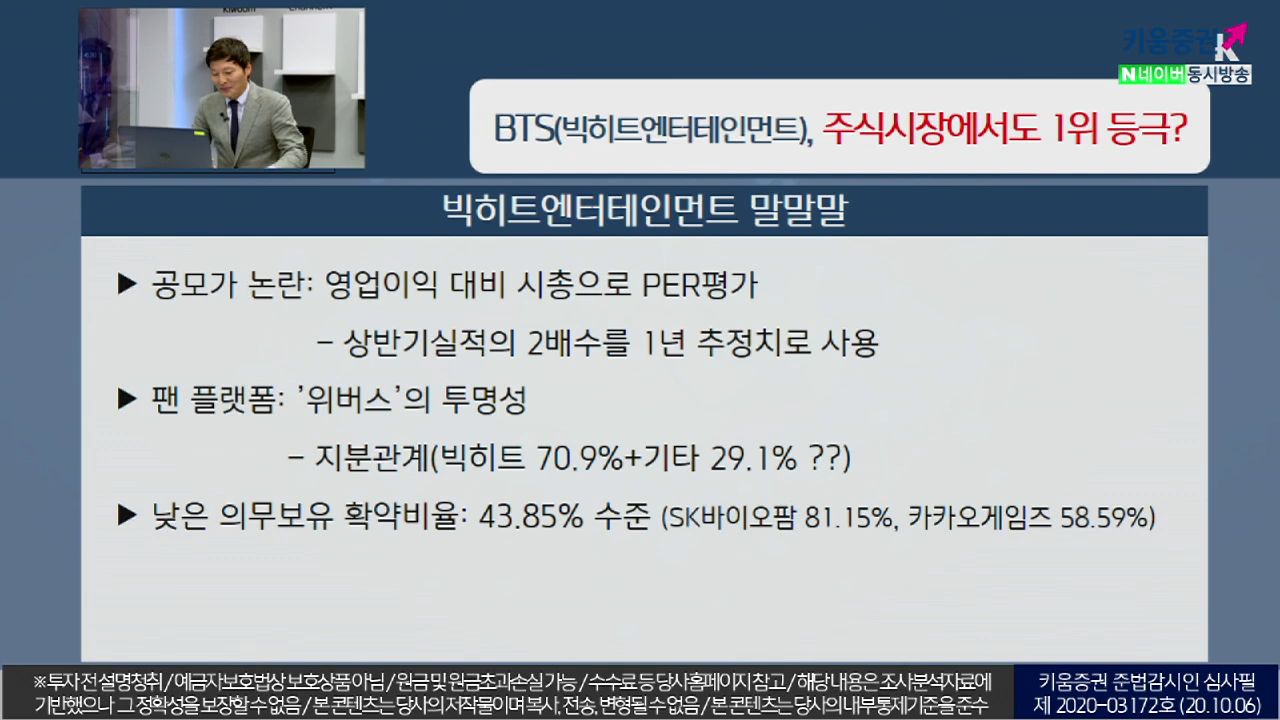 Kiwoom
키움증권
N 네이버 동시방송
BTS(빅히트엔터테인먼트), 주식시장에서도 1위 등극?
빅히트엔터테인먼트 말말말
▶ 공모가 논란: 영업이익 대비 시총으로 PER평가
- 상반기실적의 2배수를 1년 추정치로 사용
▶ 팬 플랫폼: '위버스'의 투명성
- 지분관계(빅히트 70.9%+기타 29.1% ??)
▶ 낮은 의무보유 확약비율: 43.85% 수준 (SK바이오팜 81.15%, 카카오게임즈 58.59%)
※ 투자 전 설명청취 / 예금자보호법상 보호상품 아님 / 원금 및 원금초과손실 가능 / 수수료 등 당사홈페이지 참고 / 해당 내용은 조사분석자료에
기반했으나 그 정확성을 보장할 수 없음 / 본 콘텐츠는 당사의 저작물이며 복사, 전송, 변형될 수 없음 / 본 콘텐츠는 당사의 내부통제기준을 준수
키움증권 준법감시인 심사필
제 2020-03172호 (20.10.06)